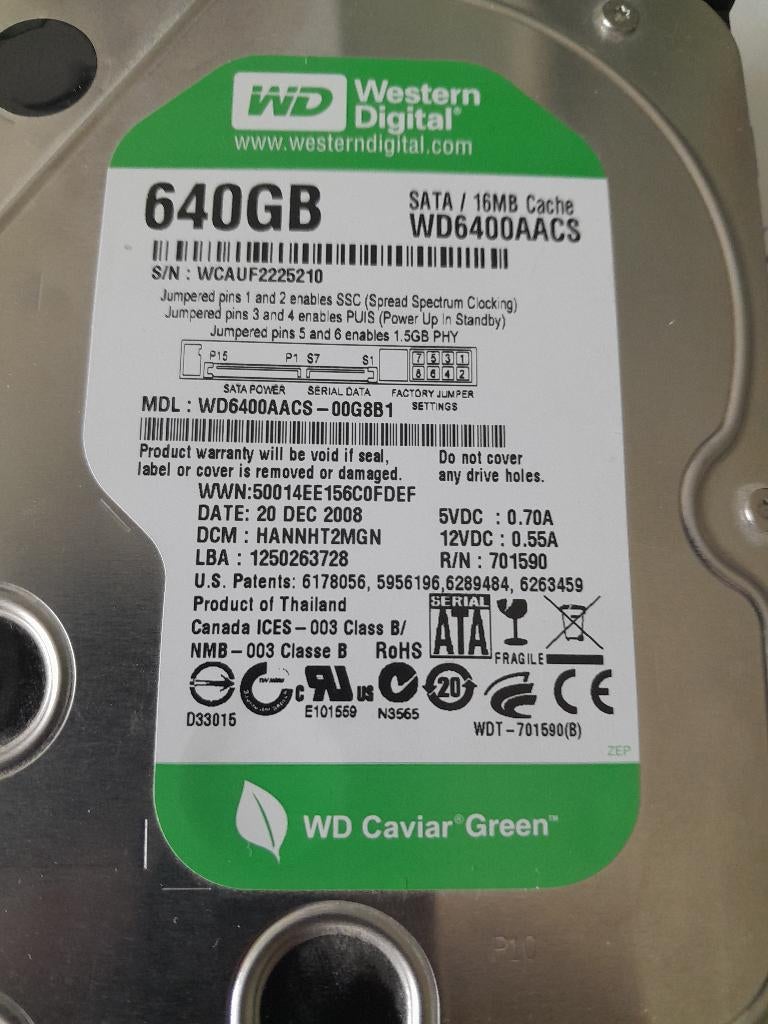 WD Western Digital®
www.westerndigital.com
640GB
SATA / 16MB Cache
WD6400AACS
S/N : WCAUF2225210
Jumpered pins 1 and 2 enables SSC (Spread Spectrum Clocking)
Jumpered pins 3 and 4 enables PUIS (Power Up In Standby)
Jumpered pins 5 and 6 enables 1.5GB PHY
P15 P1 S7 S1 7 5 3 1
8 6 4 2
SATA POWER SERIAL DATA FACTORY JUMPER SETTINGS
MDL : WD6400AACS-00G8B1
Product warranty will be void if seal,
label or cover is removed or damaged.
Do not cover
any drive holes.
WWN:50014EE156C0FDEF
DATE: 20 DEC 2008
5VDC : 0.70A
DCM : HANNHT2MGN
12VDC : 0.55A
LBA : 1250263728
R/N : 701590
U.S. Patents: 6178056, 5956196,6289484, 6263459
Product of Thailand
Canada ICES-003 Class B/
NMB-003 Classe B RoHS
SERIAL
ATA
FRAGILE
c US 20 CE
D33015 E101559 N3565
WDT-701590(B)
ZEP
WD Caviar® Green™
P10